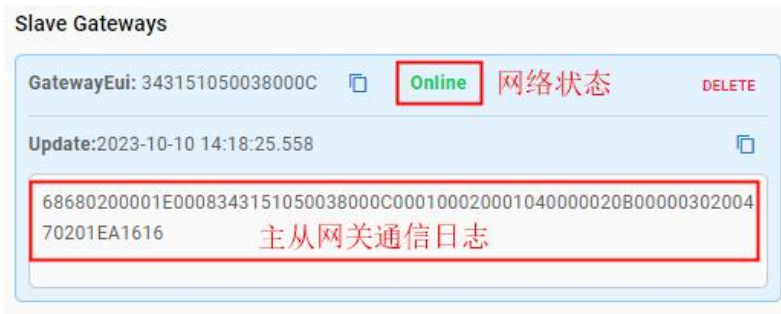 Slave Gateways
GatewayEui: 343151050038000C Online 网络状态 DELETE
Update:2023-10-10 14:18:25.558
68680200001E0008343151050038000C000100020001040000020B00000302004
70201EA1616 主从网关通信日志